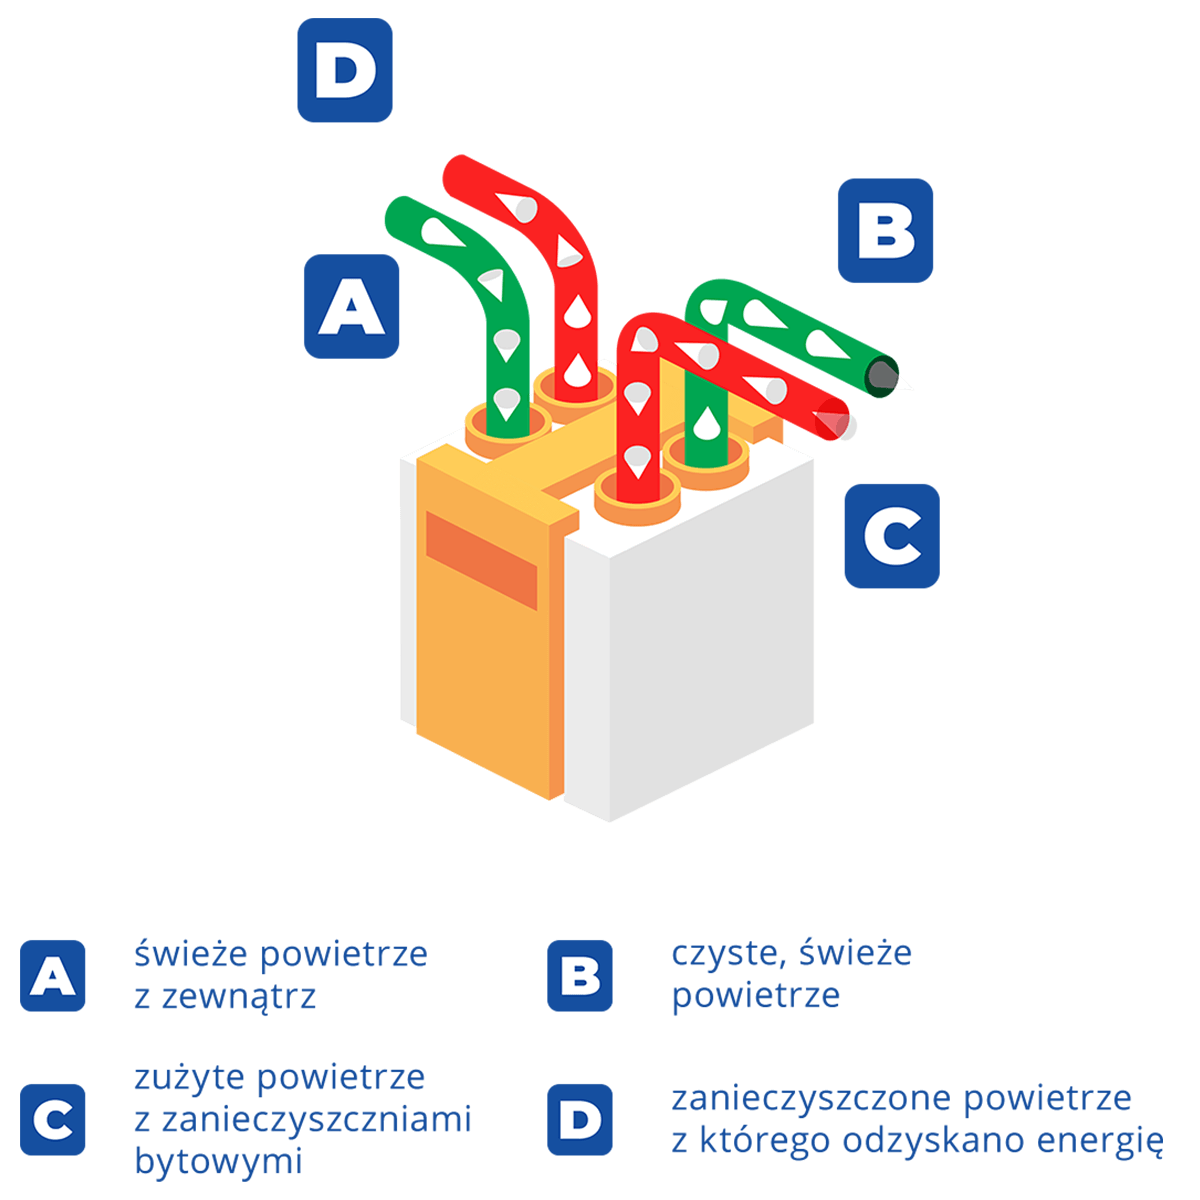 D
B
A
C
A
świeże powietrze
z zewnątrz
B
czyste, świeże
powietrze
C
zużyte powietrze
z zanieczyszczniami
bytowymi
D
zanieczyszczone powietrze
z którego odzyskano energię